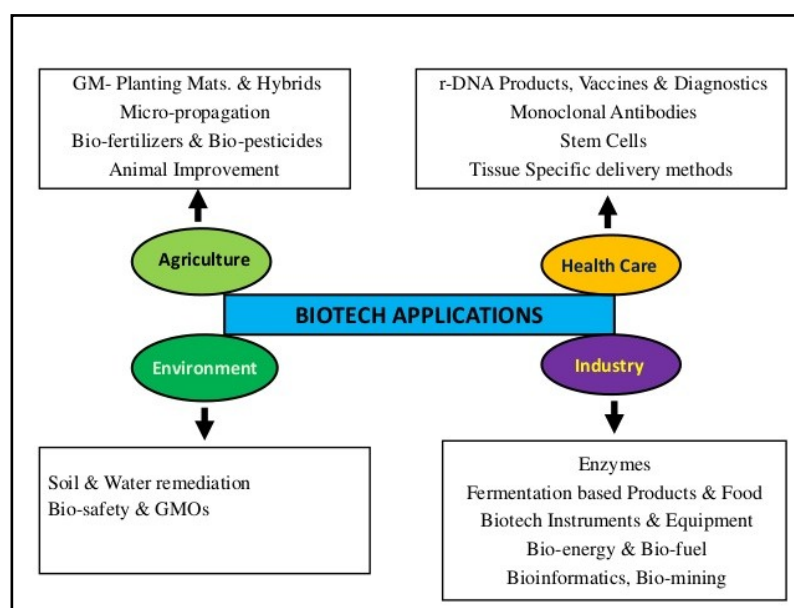 GM- Planting Mats. & Hybrids
Micro-propagation
Bio-fertilizers & Bio-pesticides
Animal Improvement
r-DNA Products, Vaccines & Diagnostics
Monoclonal Antibodies
Stem Cells
Tissue Specific delivery methods
Agriculture
Health Care
BIOTECH APPLICATIONS
Environment
Industry
Soil & Water remediation
Bio-safety & GMOs
Enzymes
Fermentation based Products & Food
Biotech Instruments & Equipment
Bio-energy & Bio-fuel
Bioinformatics, Bio-mining